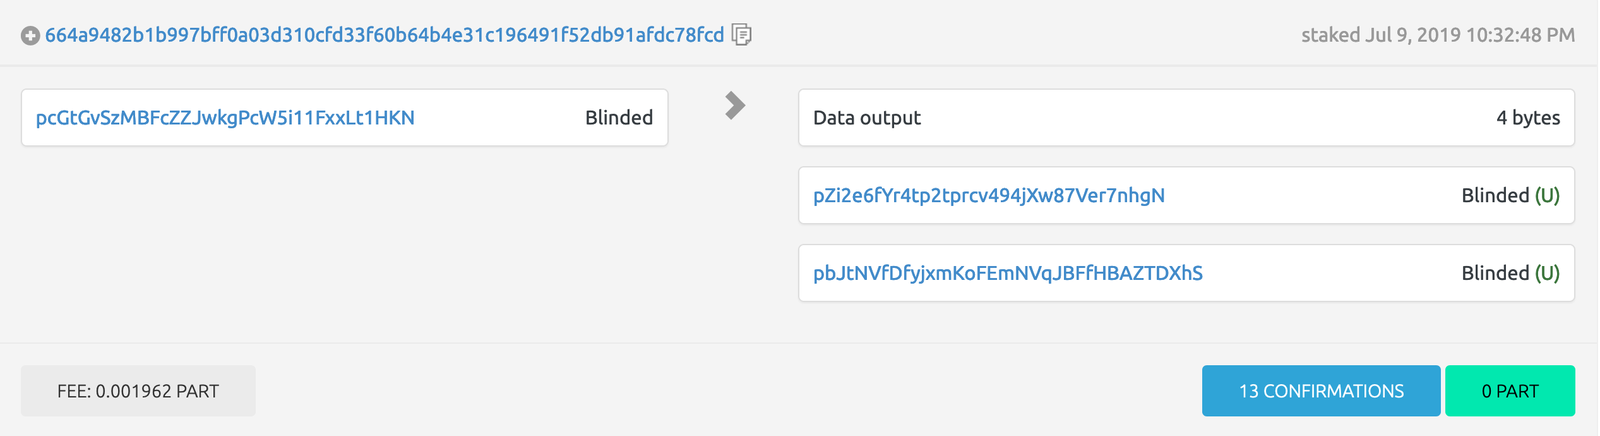 664a9482b1b997bff0a03d310cfd33f60b64b4e31c196491f52db91afdc78fcd staked Jul 9, 2019 10:32:48 PM
pcGtGvSzMBFcZZJwkgPcW5i11FxxLt1HKN Blinded
Data output 4 bytes
pZi2e6fYr4tp2tprcv494jXw87Ver7nhgN Blinded (U)
pbJtNVfDfyjxmKoFEmNVqJBFfHBAZTDXhS Blinded (U)
FEE: 0.001962 PART 13 CONFIRMATIONS 0 PART